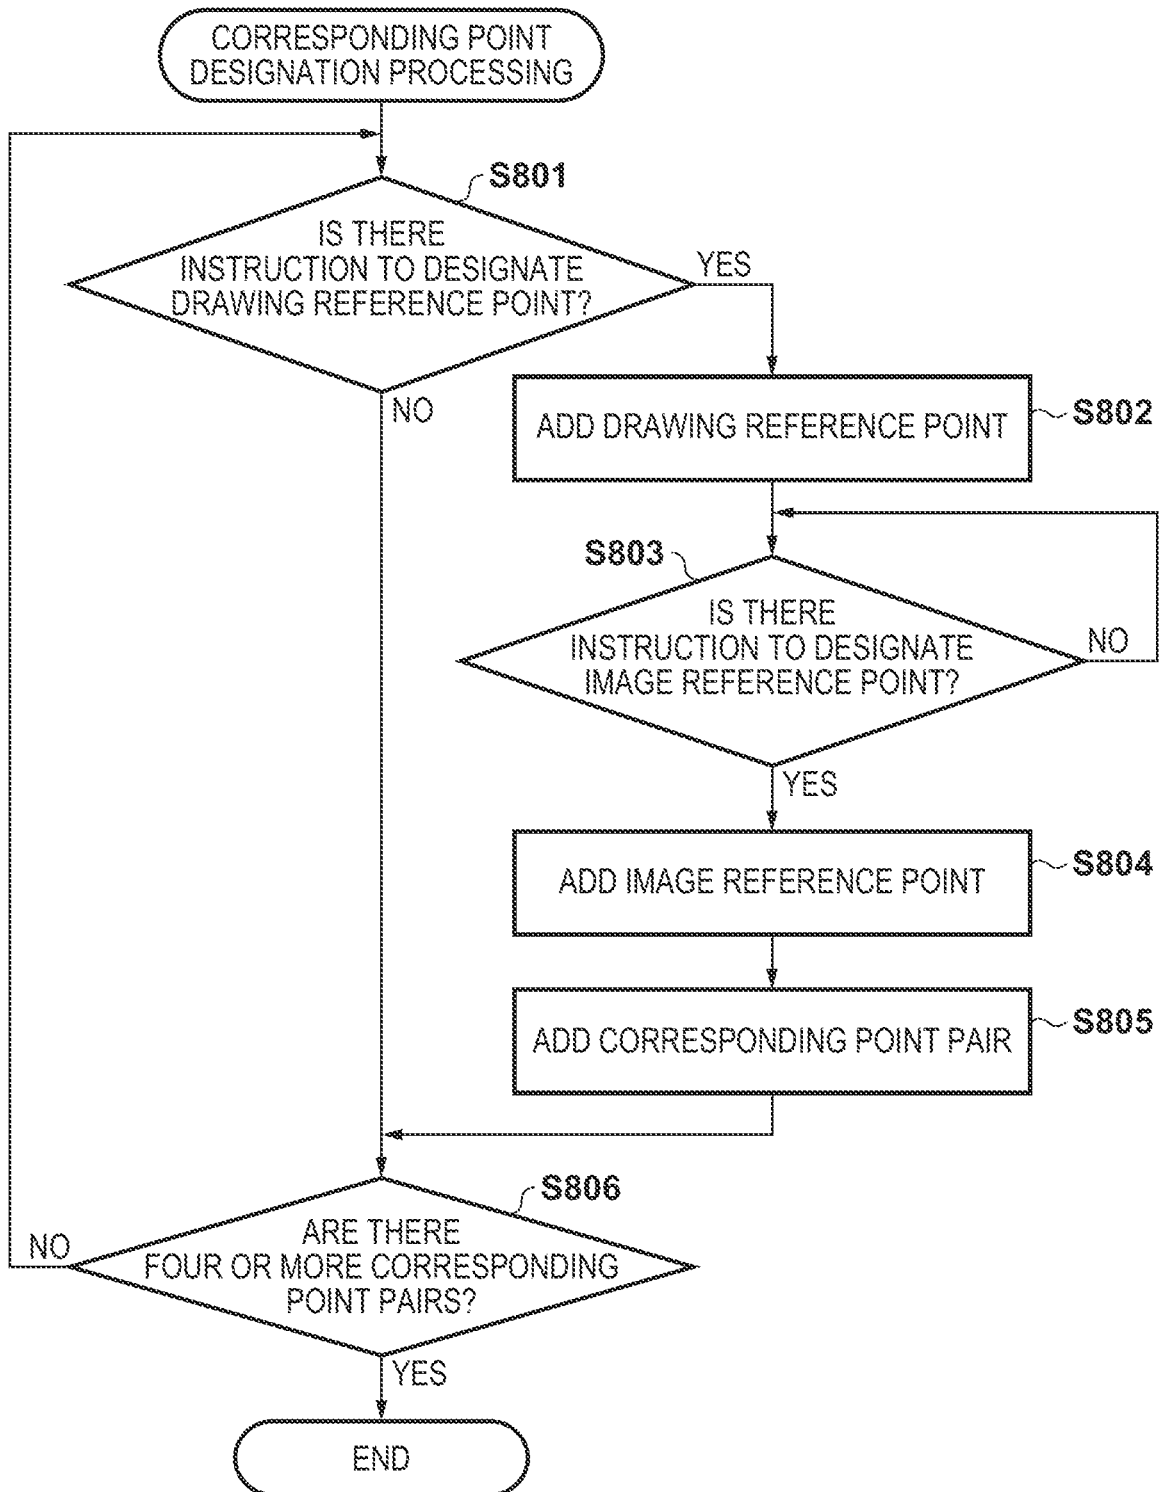 CORRESPONDING POINT
DESIGNATION PROCESSING
S801
IS THERE
INSTRUCTION TO DESIGNATE
DRAWING REFERENCE POINT?
YES
NO
ADD DRAWING REFERENCE POINT
S802
S803
IS THERE
INSTRUCTION TO DESIGNATE
IMAGE REFERENCE POINT?
NO
YES
ADD IMAGE REFERENCE POINT
S804
ADD CORRESPONDING POINT PAIR
S805
S806
ARE THERE
FOUR OR MORE CORRESPONDING
POINT PAIRS?
NO
YES
END